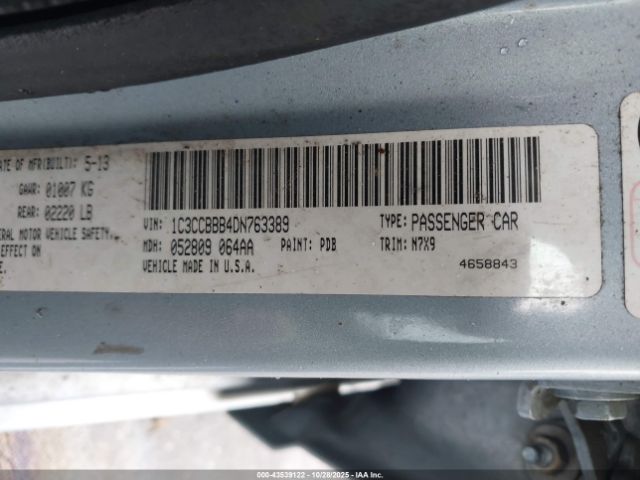 ATE OF MFR(BUILT): 5-13
GAWR: 01007 KG
REAR: 02220 LB
ERAL MOTOR VEHICLE SAFETY,
EFFECT ON
E.
VIN: 1C3CCBBB4DN763389 TYPE: PASSENGER CAR
MDH: 052809 064AA PAINT: PDB TRIM: N7X9
VEHICLE MADE IN U.S.A. 4658843
000-43539122 | 10/28/2025 | IAA Inc.